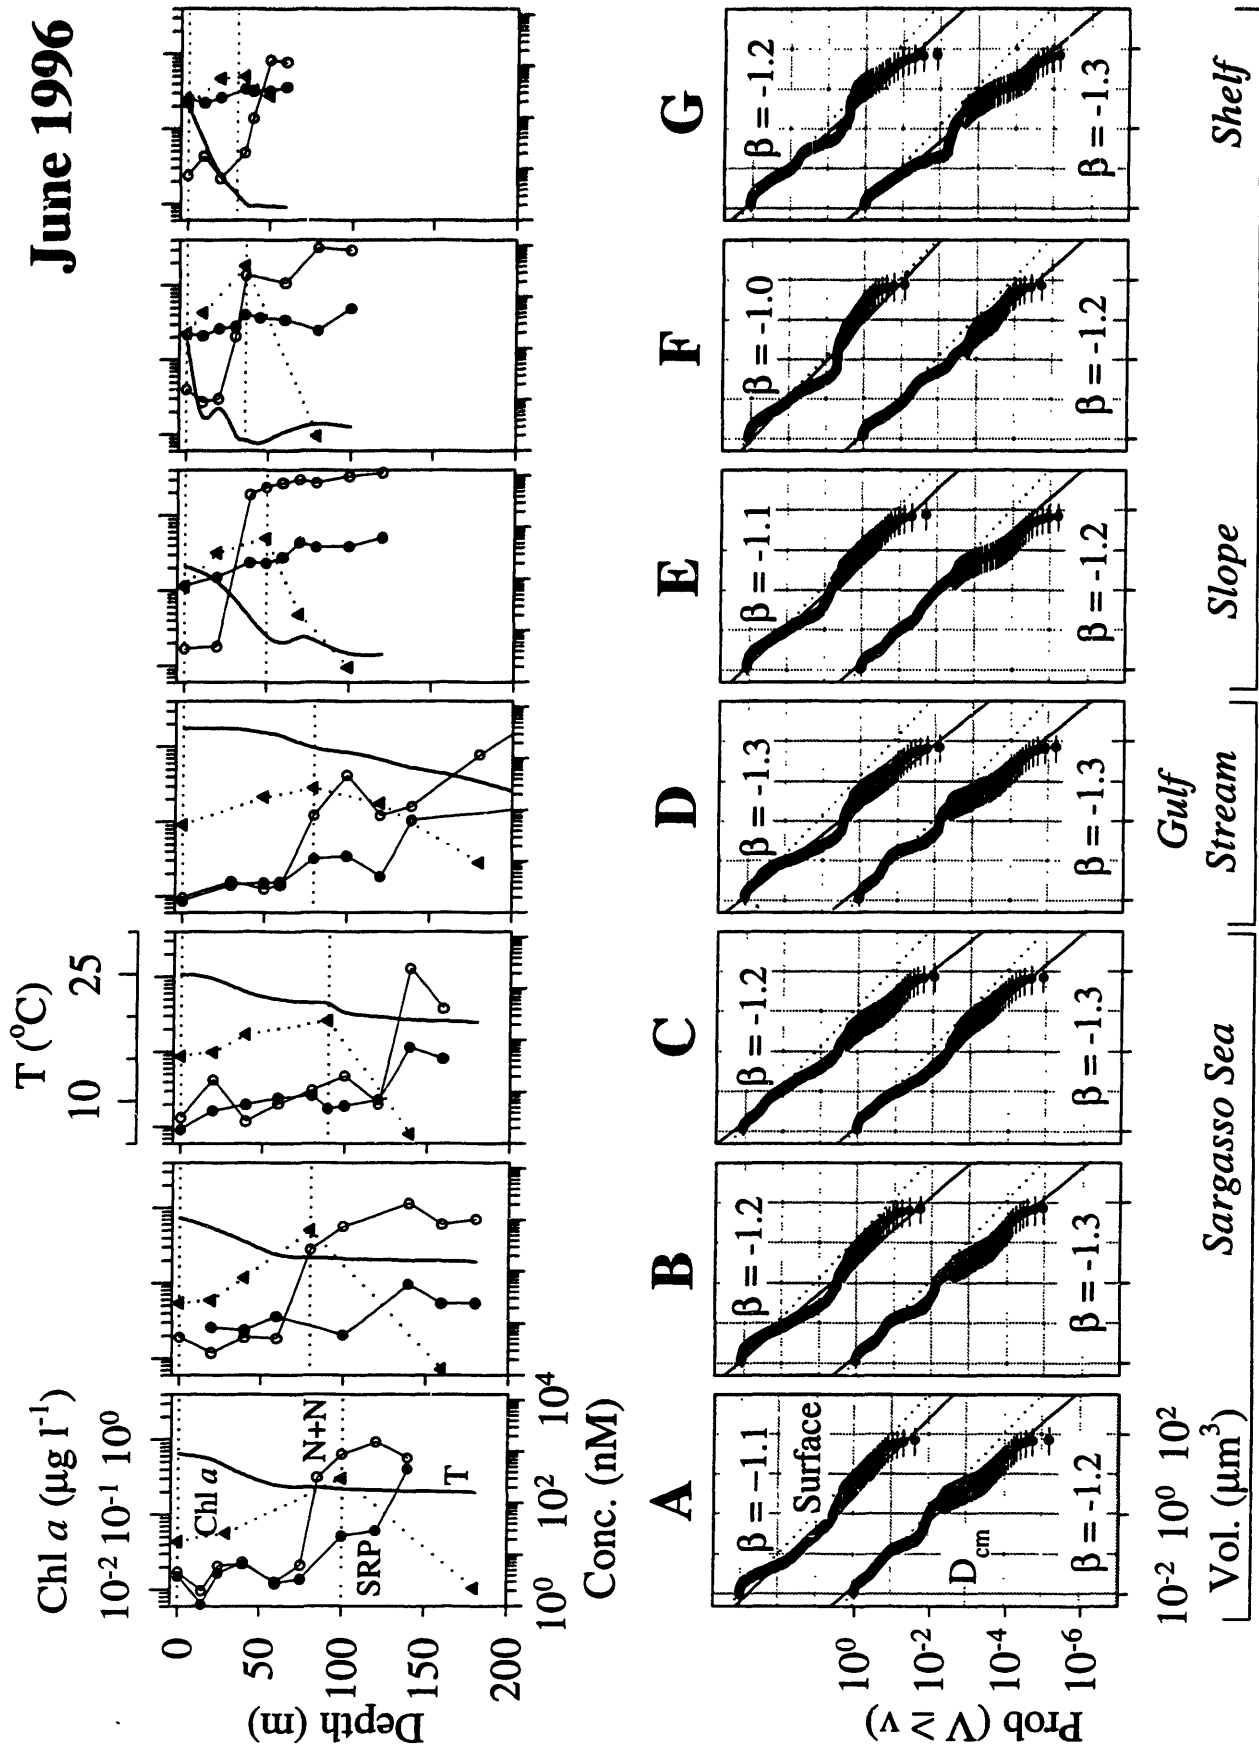 June 1996
Chl a (µg l⁻¹)
10⁻² 10⁻¹ 10⁰
T (°C)
10 25
Depth (m)
0
50
100
150
200
Chl a
N+N
SRP
T
10⁰ 10² 10⁴
Conc. (nM)
A B C D E F G
β = -1.1
β = -1.2
β = -1.2
β = -1.3
β = -1.1
β = -1.0
β = -1.2
Surface
D_cm
β = -1.2
β = -1.3
β = -1.3
β = -1.3
β = -1.2
β = -1.2
β = -1.3
Prob (V ≥ v)
10⁰
10⁻²
10⁻⁴
10⁻⁶
10⁻² 10⁰ 10²
Vol. (µm³)
Sargasso Sea
Gulf
Stream
Slope
Shelf